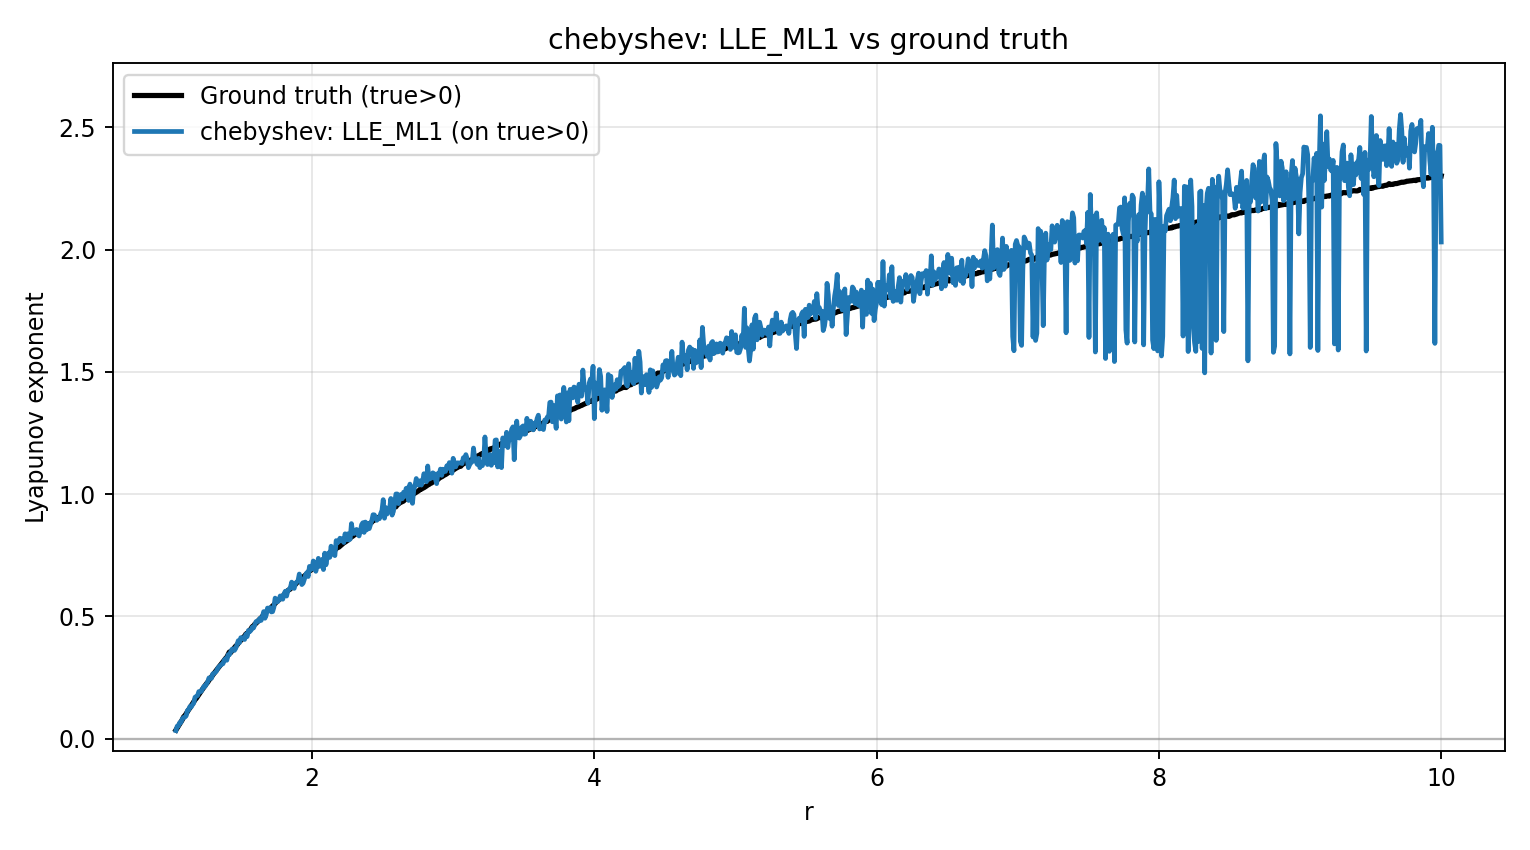 chebyshev: LLE_ML1 vs ground truth
Ground truth (true>0)
chebyshev: LLE_ML1 (on true>0)
Lyapunov exponent
2.5
2.0
1.5
1.0
0.5
0.0
2 4 6 8 10
r